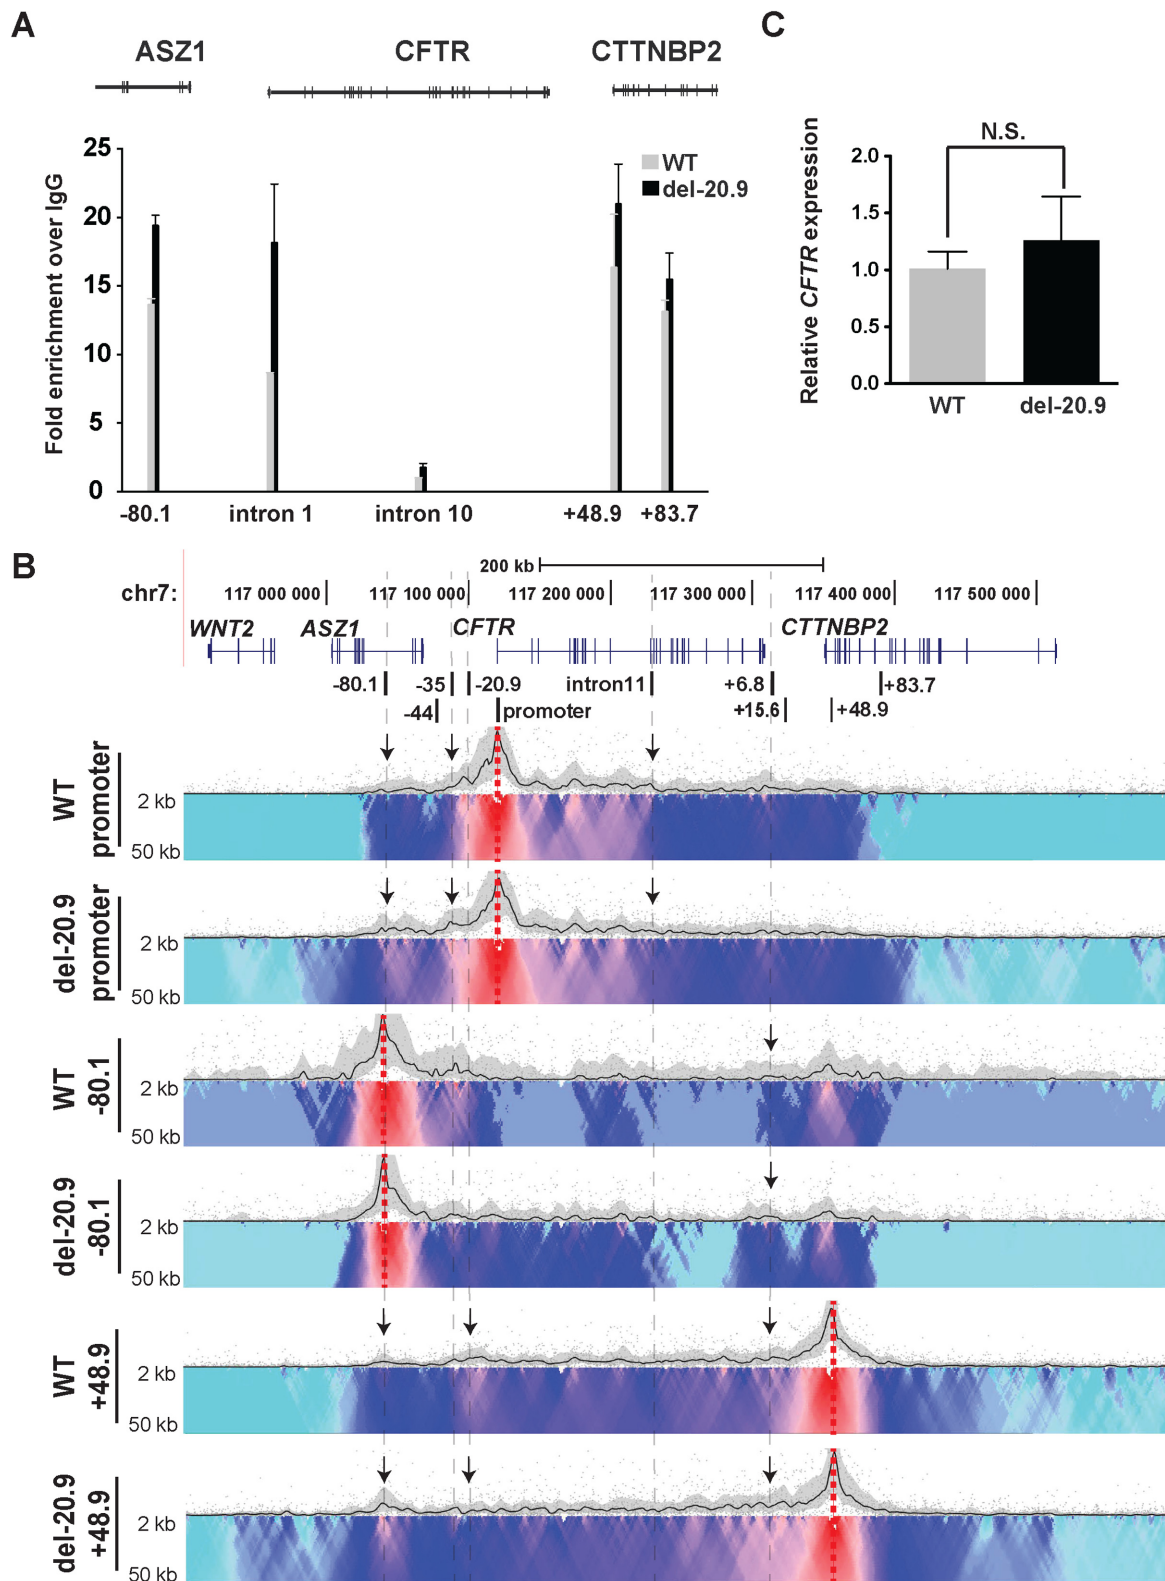 A
C
ASZ1 CFTR CTTNBP2
Fold enrichment over IgG
25
20
15
10
5
0
WT
del-20.9
-80.1 intron 1 intron 10 +48.9 +83.7
N.S.
Relative CFTR expression
2.0
1.5
1.0
0.5
0.0
WT del-20.9
B
200 kb
chr7: 117 000 000 117 100 000 117 200 000 117 300 000 117 400 000 117 500 000
WNT2 ASZ1 CFTR CTTNBP2
-80.1 -35 -20.9 intron11 +6.8 +83.7
-44 promoter +15.6 +48.9
WT
promoter
2 kb
50 kb
del-20.9
promoter
2 kb
50 kb
WT
-80.1
2 kb
50 kb
del-20.9
-80.1
2 kb
50 kb
WT
+48.9
2 kb
50 kb
del-20.9
+48.9
2 kb
50 kb